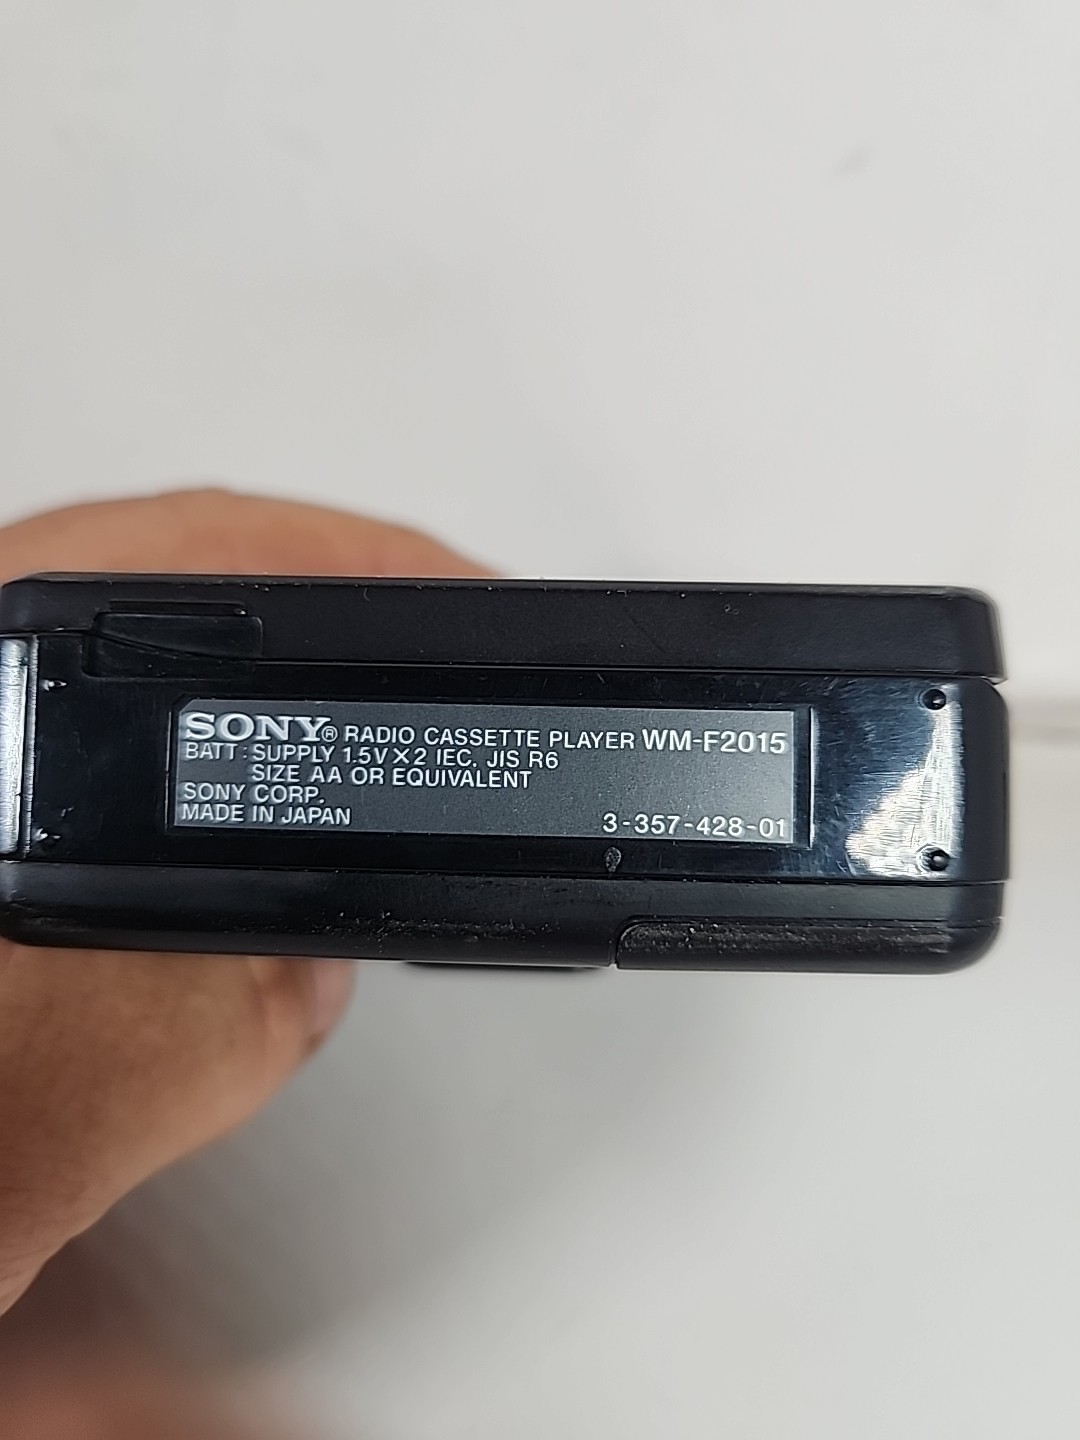 SONY® RADIO CASSETTE PLAYER WM-F2015
BATT: SUPPLY 1.5V×2 IEC, JIS R6
SIZE AA OR EQUIVALENT
SONY CORP.
MADE IN JAPAN 3-357-428-01